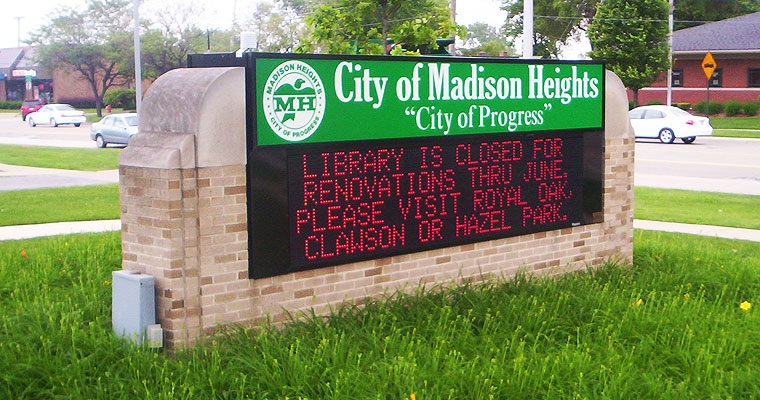 MADISON HEIGHTS
MH
CITY OF PROGRESS
City of Madison Heights
"City of Progress"
LIBRARY IS CLOSED FOR
RENOVATIONS THRU JUNE.
PLEASE VISIT ROYAL OAK,
CLAWSON OR HAZEL PARK.